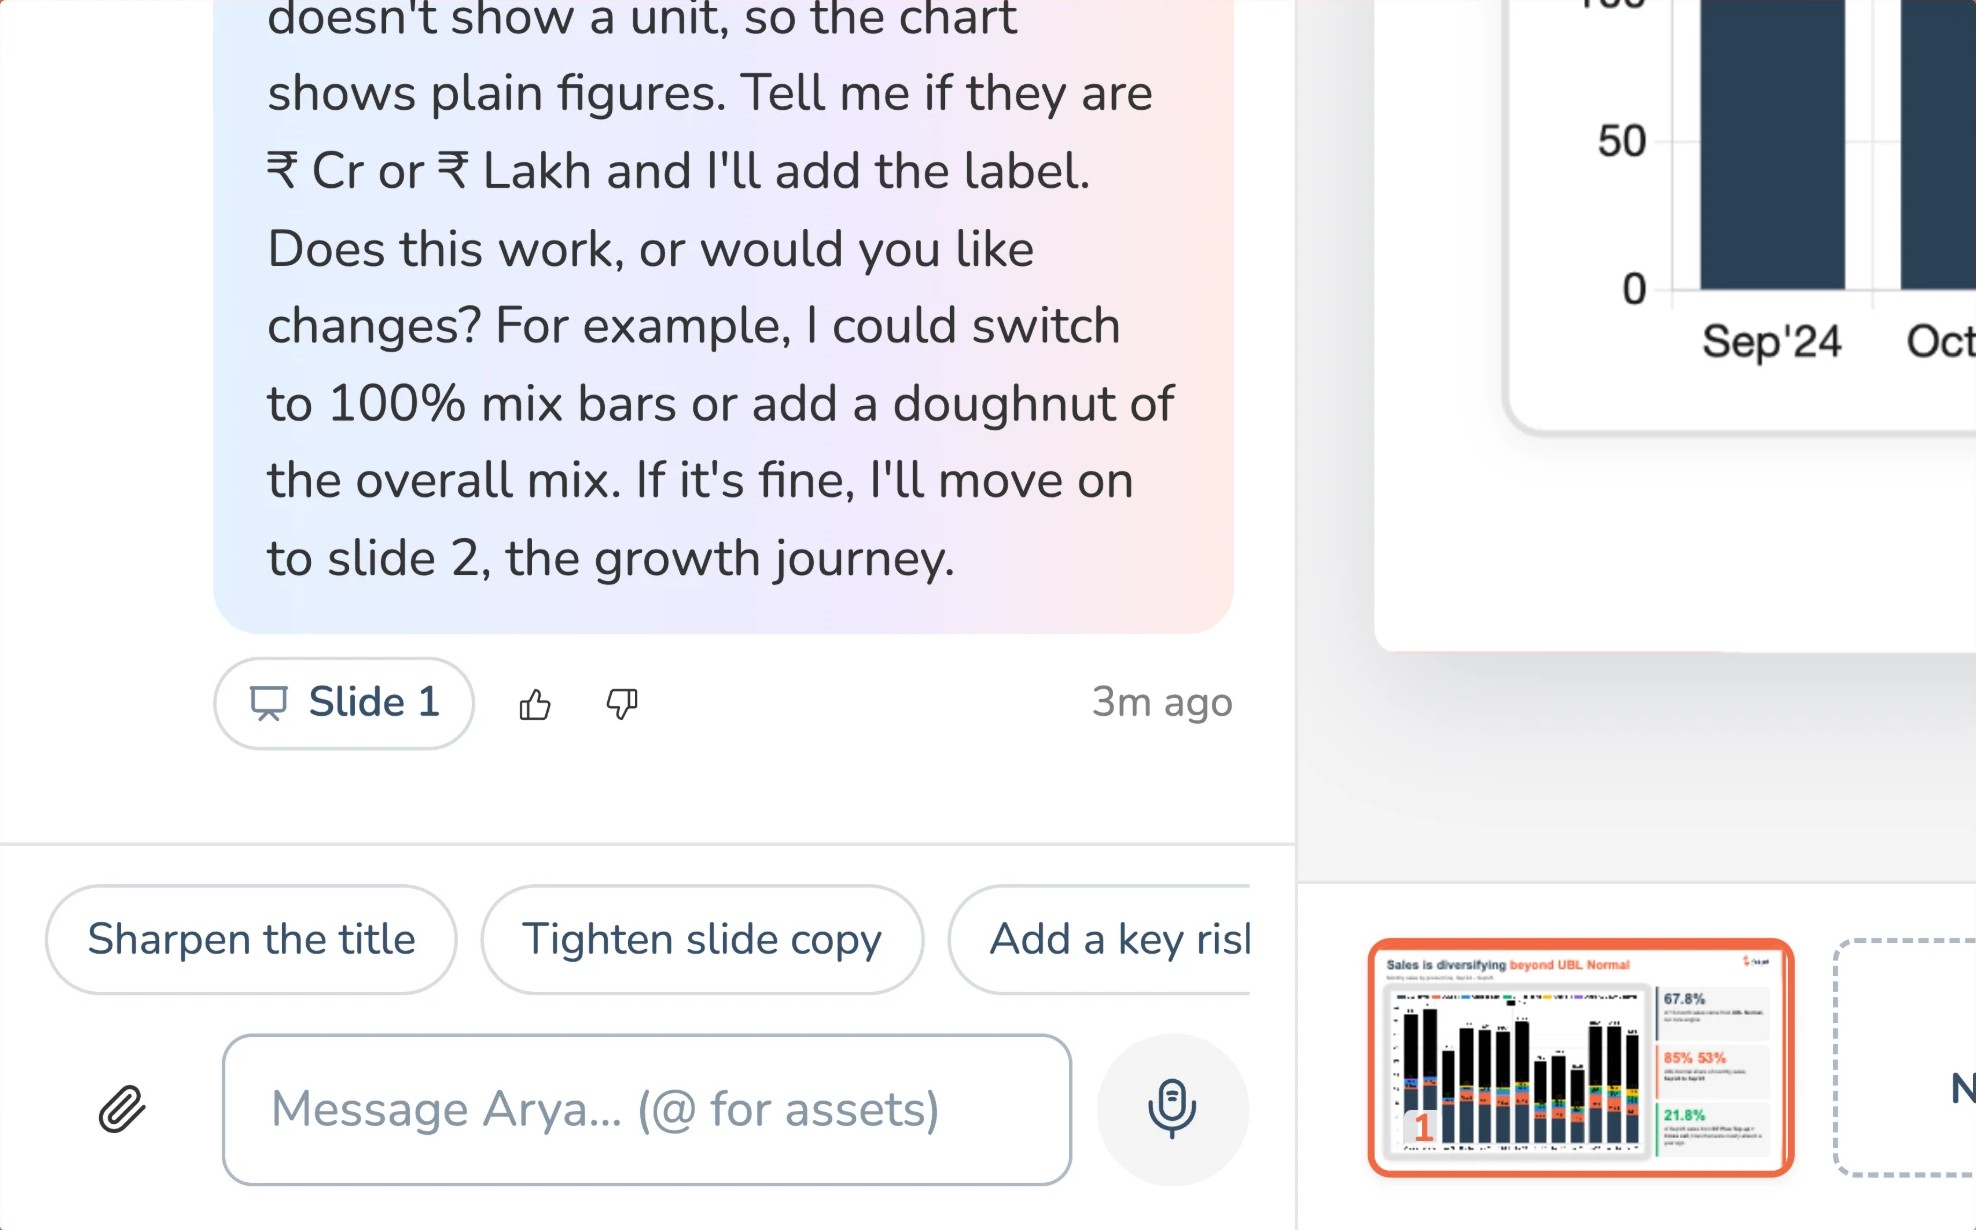 doesn't show a unit, so the chart
shows plain figures. Tell me if they are
₹ Cr or ₹ Lakh and I'll add the label.
Does this work, or would you like
changes? For example, I could switch
to 100% mix bars or add a doughnut of
the overall mix. If it's fine, I'll move on
to slide 2, the growth journey.
Slide 1
3m ago
Sharpen the title
Tighten slide copy
Add a key
Message Arya... (@ for assets)
50
0
Sep'24
Oct
Sales is diversifying beyond UBL Normal
67.8%
85% 53%
21.8%
1